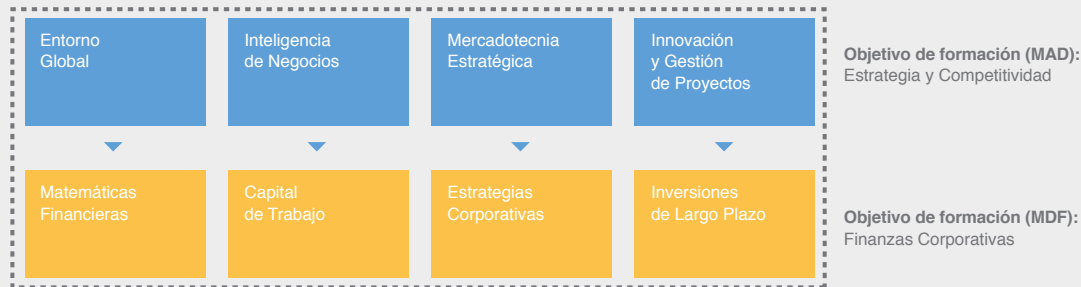 Entorno
Global
Inteligencia
de Negocios
Mercadotecnia
Estratégica
Innovación
y Gestión
de Proyectos
Objetivo de formación (MAD):
Estrategia y Competitividad
Matemáticas
Financieras
Capital
de Trabajo
Estrategias
Corporativas
Inversiones
de Largo Plazo
Objetivo de formación (MDF):
Finanzas Corporativas